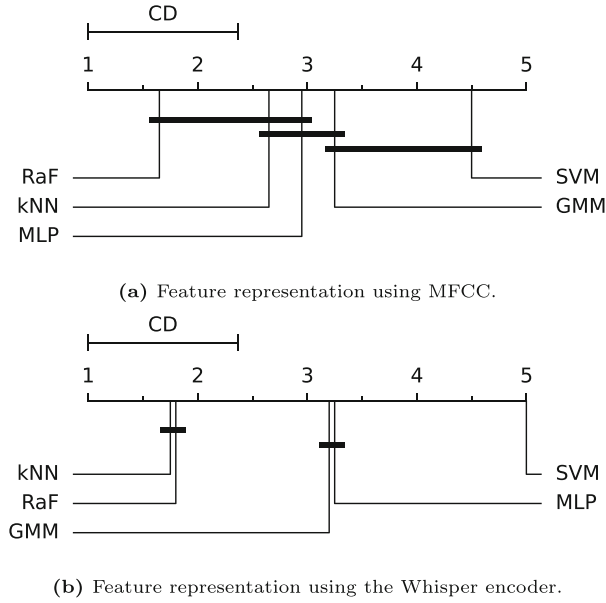 CD
1 2 3 4 5
RaF SVM
kNN GMM
MLP
(a) Feature representation using MFCC.
CD
1 2 3 4 5
kNN SVM
RaF MLP
GMM
(b) Feature representation using the Whisper encoder.